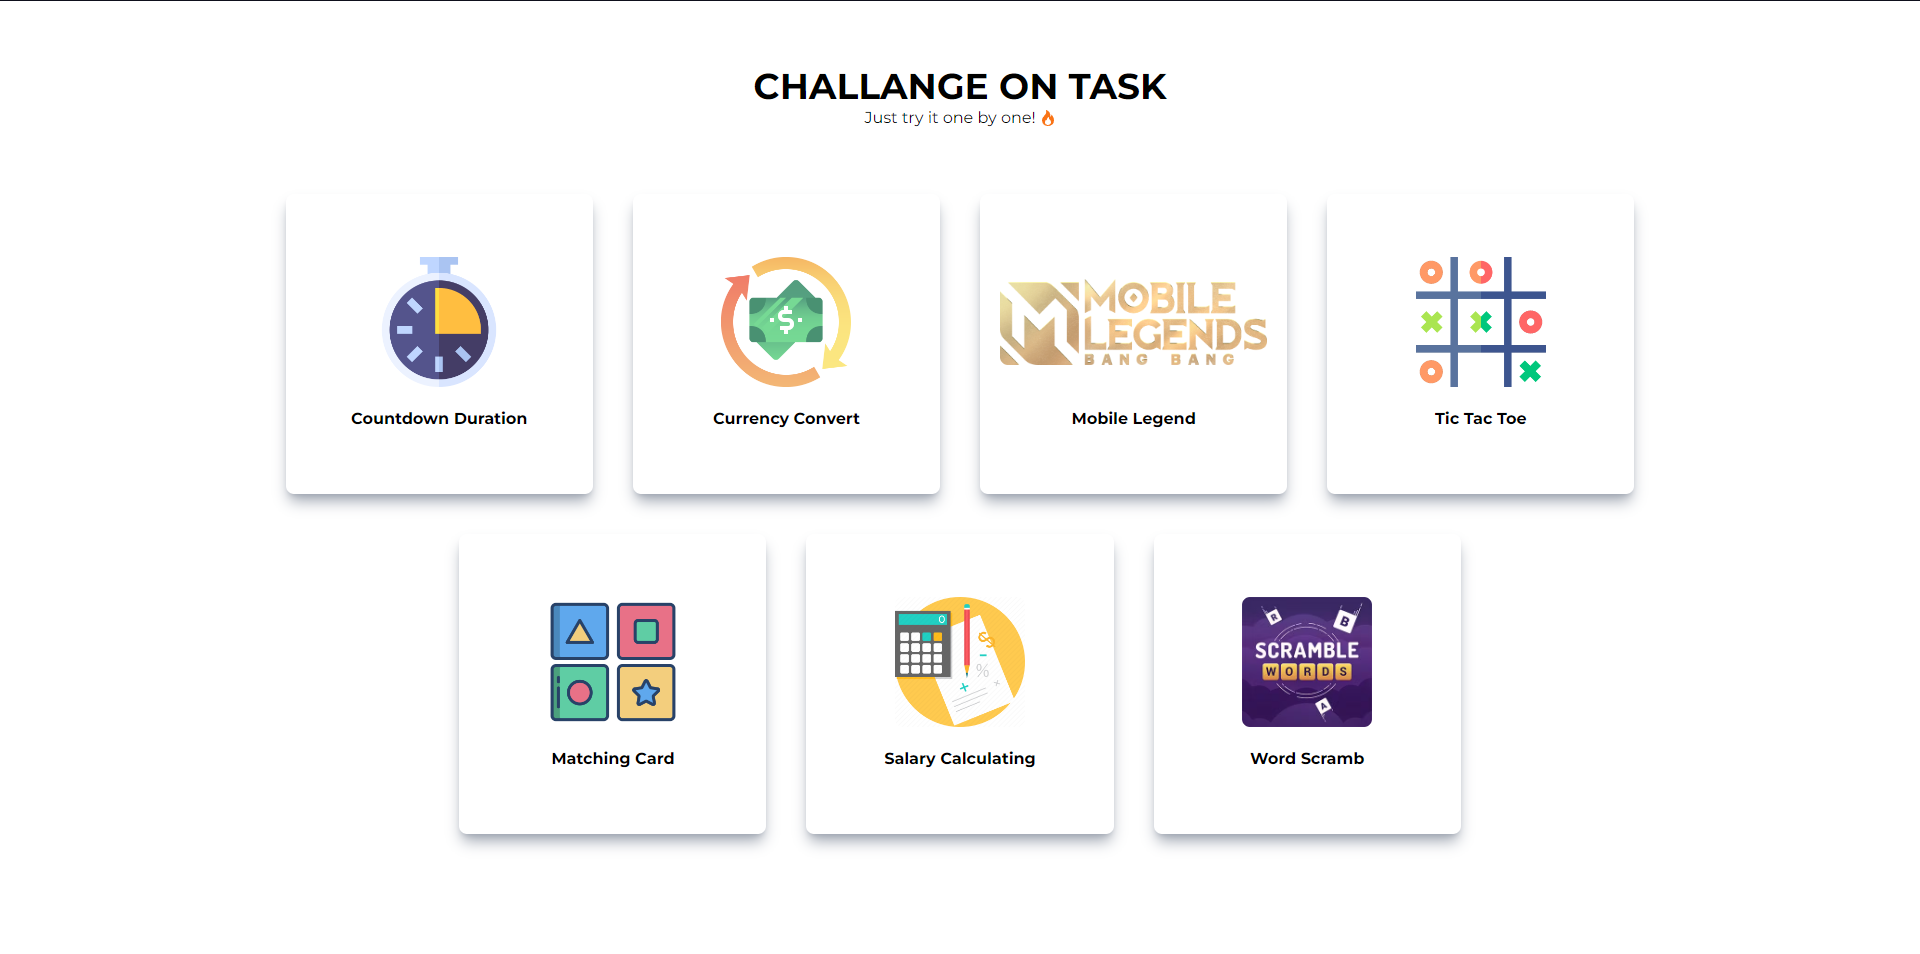 CHALLANGE ON TASK
Just try it one by one! 🔥
MOBILE
LEGENDS
BANG BANG
Countdown Duration
Currency Convert
Mobile Legend
Tic Tac Toe
SCRAMBLE
WORDS
Matching Card
Salary Calculating
Word Scramb